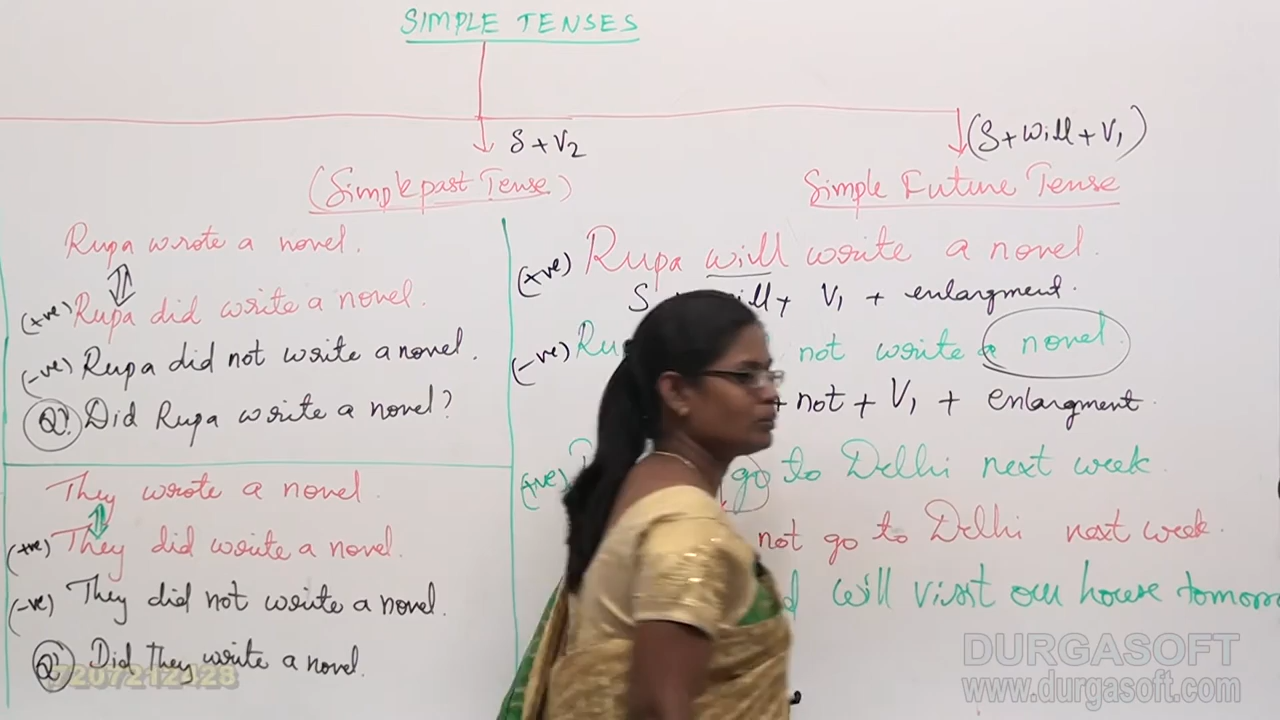 SIMPLE TENSES
S + V2
(S + will + V1)
(Simple past Tense)
Simple Future Tense
Rupa wrote a novel.
(+ve) Rupa did write a novel.
(-ve) Rupa did not write a novel.
Q? Did Rupa write a novel?
They wrote a novel.
(+ve) They did write a novel.
(-ve) They did not write a novel.
Q? Did they write a novel.
7207212428
(+ve) Rupa will write a novel.
S + will + V1 + enlargment.
(-ve) not write a novel.
+ not + V1 + enlargment.
(+ve) go to Delhi next week.
not go to Delhi next week.
will visit our house
DURGASOFT
www.durgasoft.com